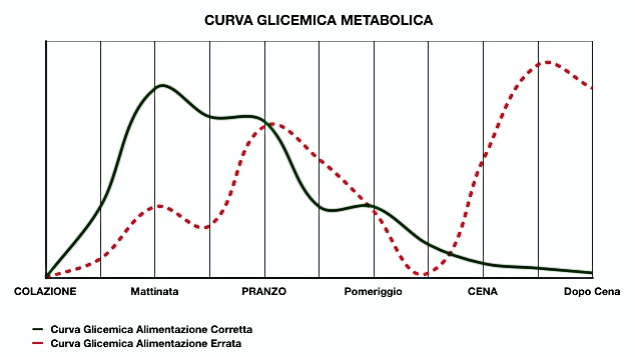 CURVA GLICEMICA METABOLICA
COLAZIONE Mattinata PRANZO Pomeriggio CENA Dopo Cena
Curva Glicemica Alimentazione Corretta
Curva Glicemica Alimentazione Errata